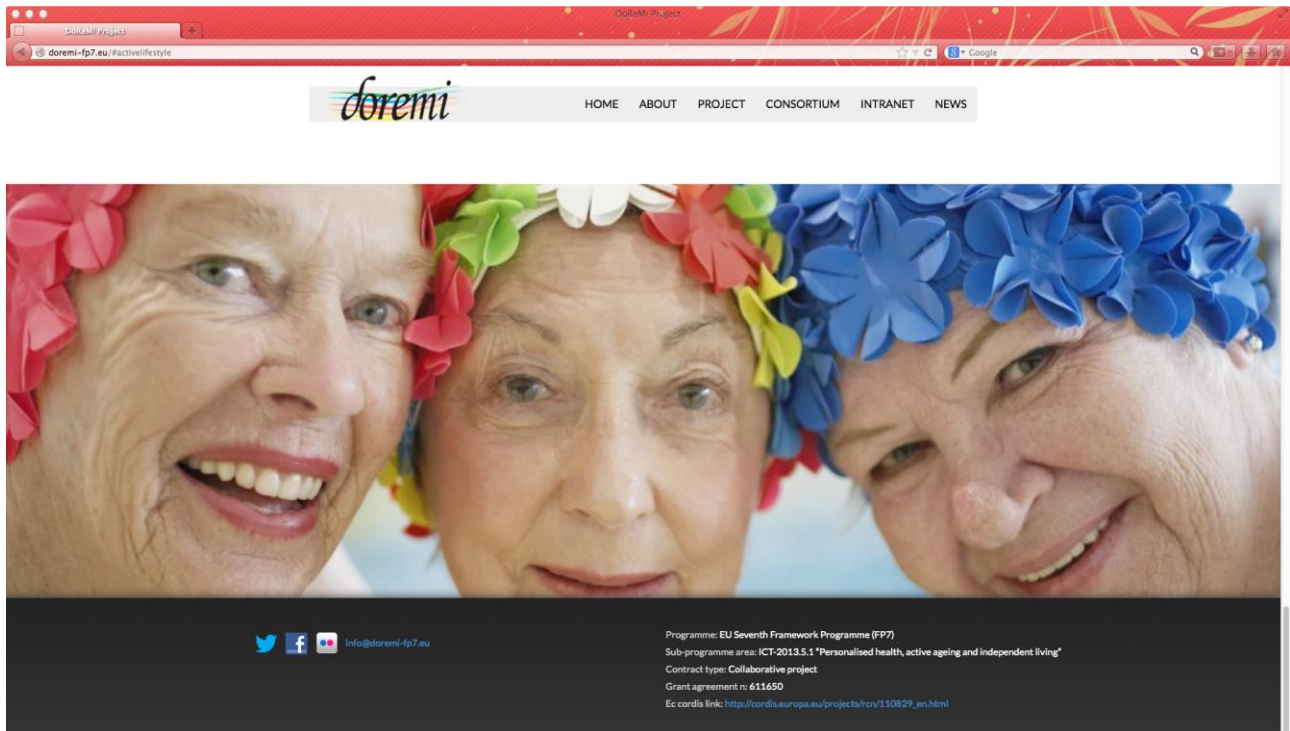 DoReMi Project
DoReMi Project
doremi-fp7.eu/#activelifestyle
Google
doremi
HOME ABOUT PROJECT CONSORTIUM INTRANET NEWS
info@doremi-fp7.eu
Programme: EU Seventh Framework Programme (FP7)
Sub-programme area: ICT-2013.5.1 "Personalised health, active ageing and independent living"
Contract type: Collaborative project
Grant agreement n: 611650
Ec cordis link: http://cordis.europa.eu/projects/rcn/110829_en.html